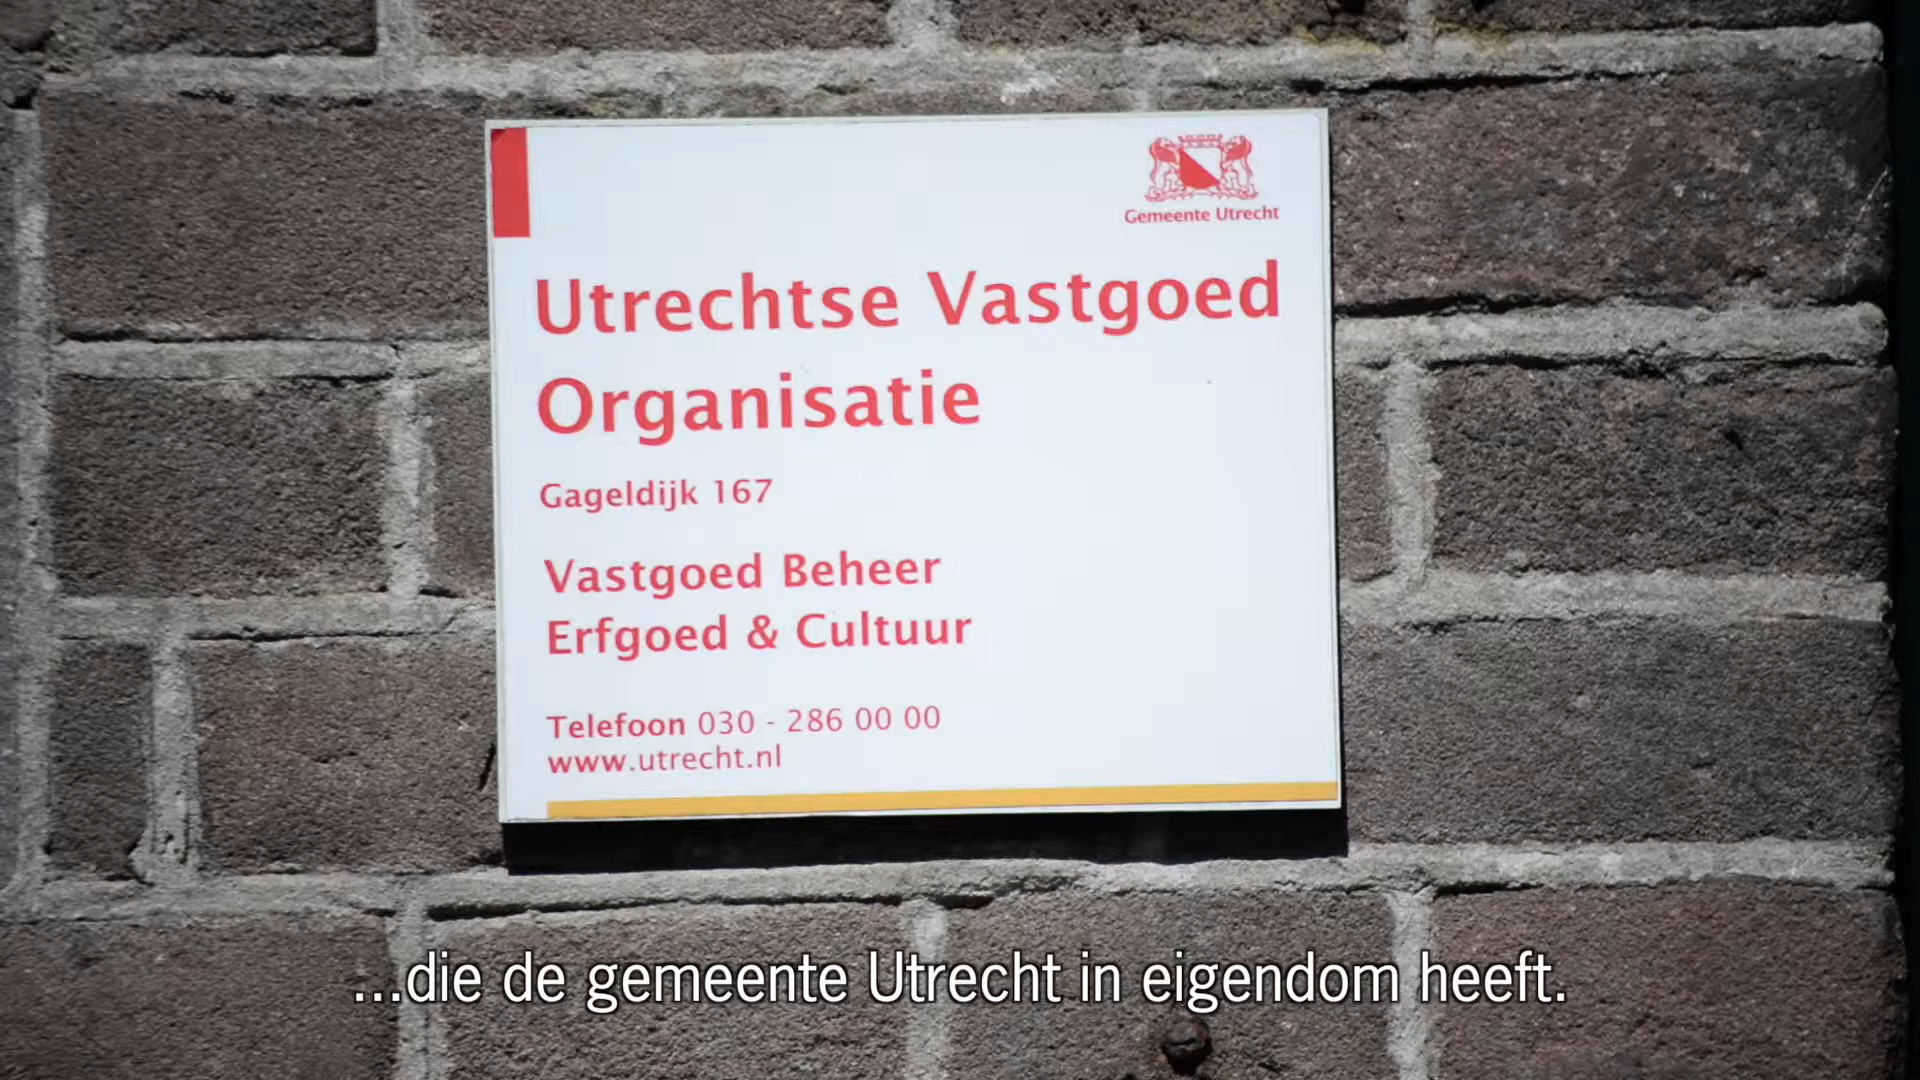 Gemeente Utrecht
Utrechtse Vastgoed
Organisatie
Gageldijk 167
Vastgoed Beheer
Erfgoed & Cultuur
Telefoon 030 - 286 00 00
www.utrecht.nl
...die de gemeente Utrecht in eigendom heeft.